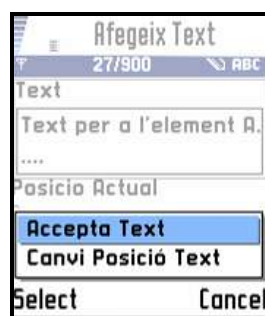 Afegeix Text
27/900 ABC
Text
Text per a l'element A.
....
Posicio Actual
Accepta Text
Canvi Posició Text
Select Cancel